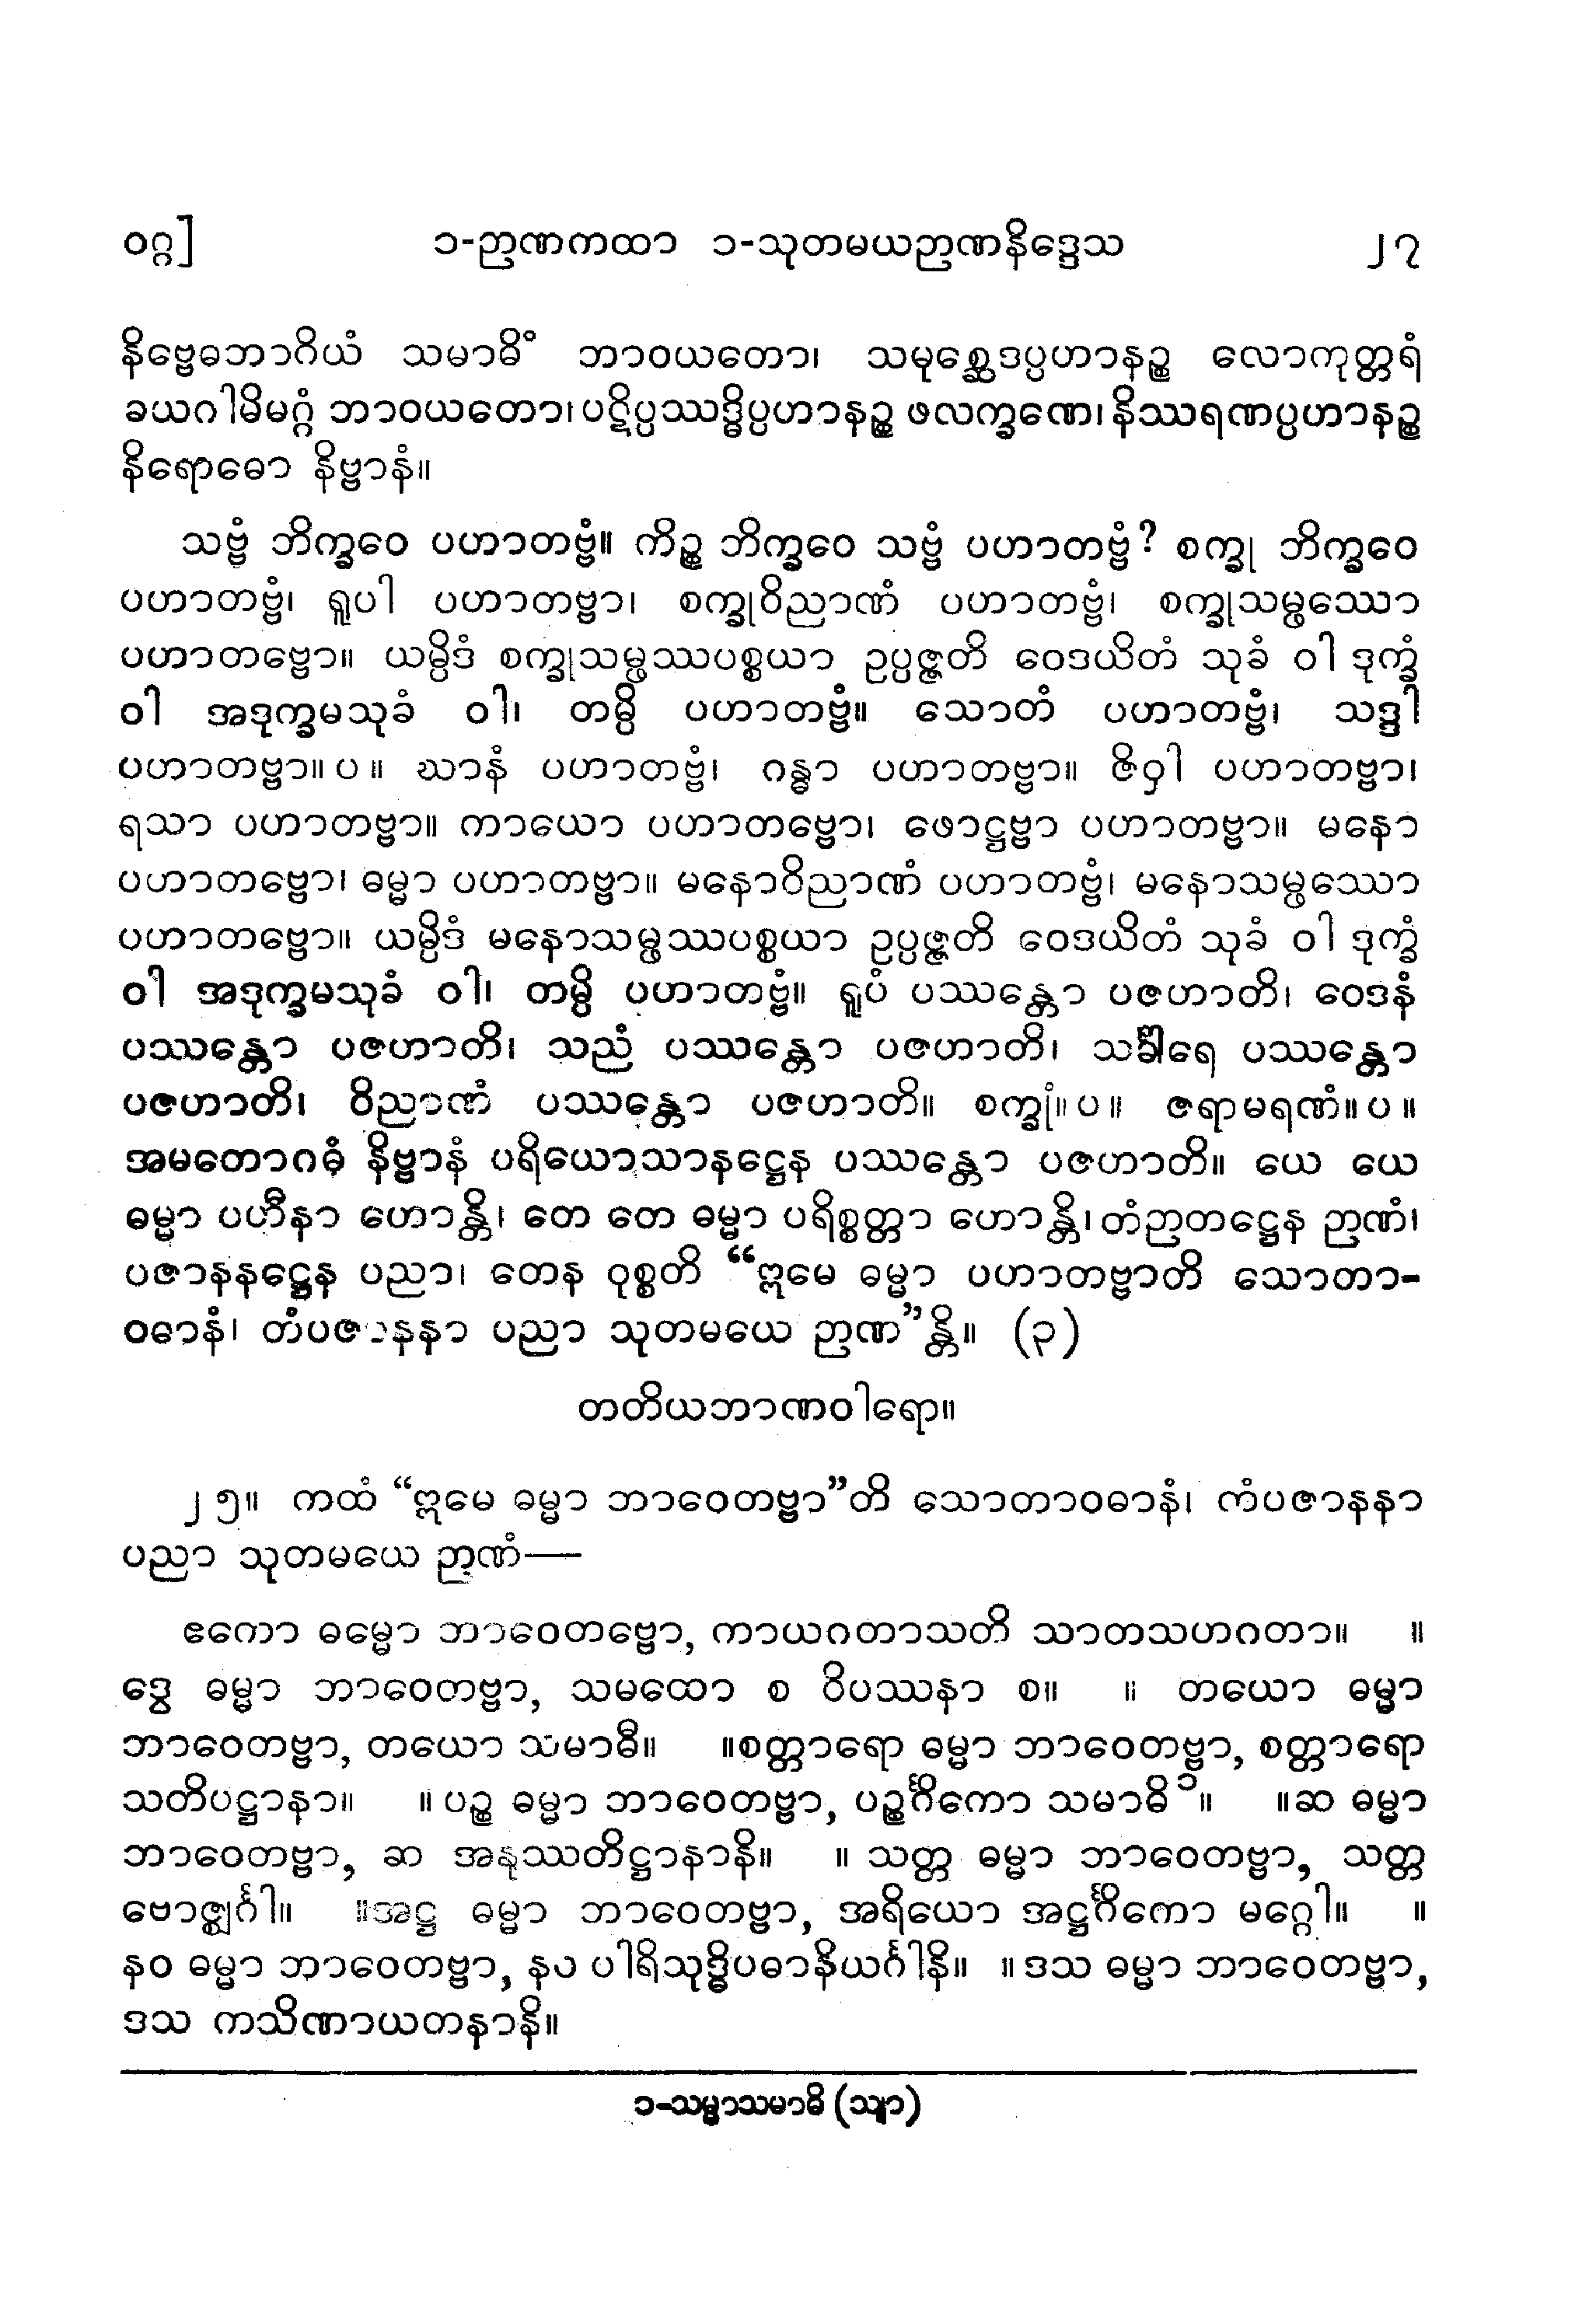 ဝဂ္ဂ] ၁-ဉာဏကထာ ၁-သုတမယဉာဏနိဒ္ဒေသ ၂၇
နိဗ္ဗေဓဘာဂိယံ သမာဓိံ ဘာဝယတော၊ သမုစ္ဆေဒပ္ပဟာနဉ္စ လောကုတ္တရံ
ခယဂါမိမဂ္ဂံ ဘာဝယတော၊ ပဋိပ္ပဿဒ္ဓိပ္ပဟာနဉ္စ ဖလက္ခဏေ၊ နိဿရဏပ္ပဟာနဉ္စ
နိရောဓော နိဗ္ဗာနံ။
သဗ္ဗံ ဘိက္ခဝေ ပဟာတဗ္ဗံ။ ကိဉ္စ ဘိက္ခဝေ သဗ္ဗံ ပဟာတဗ္ဗံ? စက္ခု ဘိက္ခဝေ
ပဟာတဗ္ဗံ၊ ရူပါ ပဟာတဗ္ဗာ၊ စက္ခုဝိညာဏံ ပဟာတဗ္ဗံ၊ စက္ခုသမ္ဖဿော
ပဟာတဗ္ဗော။ ယမ္ပိဒံ စက္ခုသမ္ဖဿပစ္စယာ ဥပ္ပဇ္ဇတိ ဝေဒယိတံ သုခံ ဝါ ဒုက္ခံ
ဝါ အဒုက္ခမသုခံ ဝါ၊ တမ္ပိ ပဟာတဗ္ဗံ။ သောတံ ပဟာတဗ္ဗံ၊ သဒ္ဒါ
ပဟာတဗ္ဗာ။ ပ ။ ဃာနံ ပဟာတဗ္ဗံ၊ ဂန္ဓာ ပဟာတဗ္ဗာ။ ဇိဝှါ ပဟာတဗ္ဗာ၊
ရသာ ပဟာတဗ္ဗာ။ ကာယော ပဟာတဗ္ဗော၊ ဖောဋ္ဌဗ္ဗာ ပဟာတဗ္ဗာ။ မနော
ပဟာတဗ္ဗော၊ ဓမ္မာ ပဟာတဗ္ဗာ။ မနောဝိညာဏံ ပဟာတဗ္ဗံ၊ မနောသမ္ဖဿော
ပဟာတဗ္ဗော။ ယမ္ပိဒံ မနောသမ္ဖဿပစ္စယာ ဥပ္ပဇ္ဇတိ ဝေဒယိတံ သုခံ ဝါ ဒုက္ခံ
ဝါ အဒုက္ခမသုခံ ဝါ၊ တမ္ပိ ပဟာတဗ္ဗံ။ ရူပံ ပဿန္တော ပဇဟာတိ၊ ဝေဒနံ
ပဿန္တော ပဇဟာတိ၊ သညံ ပဿန္တော ပဇဟာတိ၊ သင်္ခါရေ ပဿန္တော
ပဇဟာတိ၊ ဝိညာဏံ ပဿန္တော ပဇဟာတိ။ စက္ခုံ။ ပ ။ ဇရာမရဏံ။ ပ ။
အမတောဂဓံ နိဗ္ဗာနံ ပရိယောသာနဋ္ဌေန ပဿန္တော ပဇဟာတိ။ ယေ ယေ
ဓမ္မာ ပဟီနာ ဟောန္တိ၊ တေ တေ ဓမ္မာ ပရိစ္စတ္တာ ဟောန္တိ၊ တံဉာတဋ္ဌေန ဉာဏံ၊
ပဇာနနဋ္ဌေန ပညာ၊ တေန ဝုစ္စတိ “ဣမေ ဓမ္မာ ပဟာတဗ္ဗာတိ သောတာ-
ဝဓာနံ၊ တံပဇာနနာ ပညာ သုတမယေ ဉာဏ”န္တိ။ (၃)
တတိယဘာဏဝါရော။
၂၅။ ကထံ “ဣမေ ဓမ္မာ ဘာဝေတဗ္ဗာ”တိ သောတာဝဓာနံ၊ ကံပဇာနနာ
ပညာ သုတမယေ ဉာဏံ—
ဧကော ဓမ္မော ဘာဝေတဗ္ဗော, ကာယဂတာသတိ သာတသဟဂတာ။ ။
ဒွေ ဓမ္မာ ဘာဝေတဗ္ဗာ, သမထော စ ဝိပဿနာ စ။ ။ တယော ဓမ္မာ
ဘာဝေတဗ္ဗာ, တယော သမာဓီ။ ။စတ္တာရော ဓမ္မာ ဘာဝေတဗ္ဗာ, စတ္တာရော
သတိပဋ္ဌာနာ။ ။ ပဉ္စ ဓမ္မာ ဘာဝေတဗ္ဗာ, ပဉ္စင်္ဂိကော သမာဓိ ၁။ ။ဆ ဓမ္မာ
ဘာဝေတဗ္ဗာ, ဆ အနုဿတိဋ္ဌာနာနိ။ ။ သတ္တ ဓမ္မာ ဘာဝေတဗ္ဗာ, သတ္တ
ဗောဇ္ဈင်္ဂါ။ ။အဋ္ဌ ဓမ္မာ ဘာဝေတဗ္ဗာ, အရိယော အဋ္ဌင်္ဂိကော မဂ္ဂေါ။ ။
နဝ ဓမ္မာ ဘာဝေတဗ္ဗာ, နဝ ပါရိသုဒ္ဓိပဓာနိယင်္ဂါနိ။ ။ ဒသ ဓမ္မာ ဘာဝေတဗ္ဗာ,
ဒသ ကသိဏာယတနာနိ။
၁-သမ္မာသမာဓိ (သျာ)